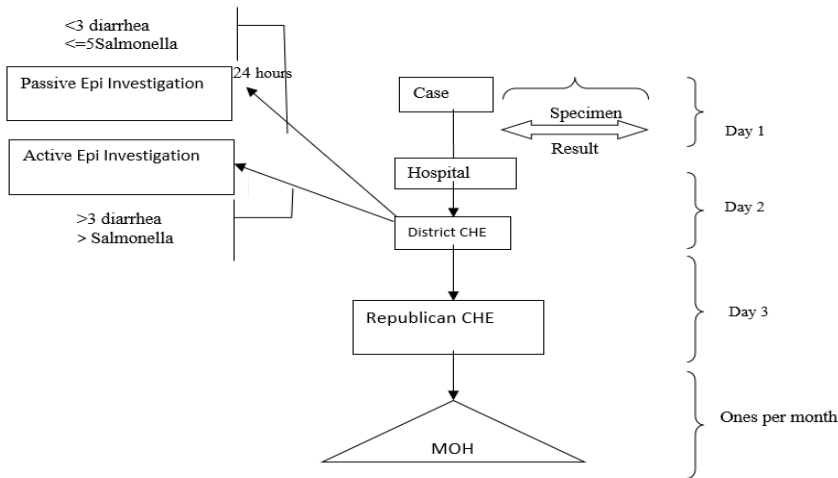 <3 diarrhea
<=5Salmonella
Passive Epi Investigation
24 hours
Active Epi Investigation
>3 diarrhea
> Salmonella
Case
Specimen
Result
Hospital
District CHE
Republican CHE
MOH
Day 1
Day 2
Day 3
Ones per month